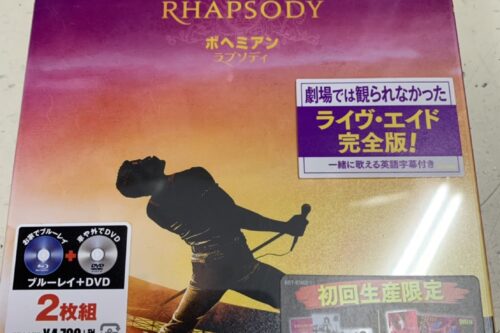 RHAPSODY
ボヘミアン
ラプソディ
劇場では観られなかった
ライヴ・エイド
完全版!
一緒に歌える英語字幕付き
お家でブルーレイ
車や外でDVD
ブルーレイ+DVD
2枚組
初回生産限定